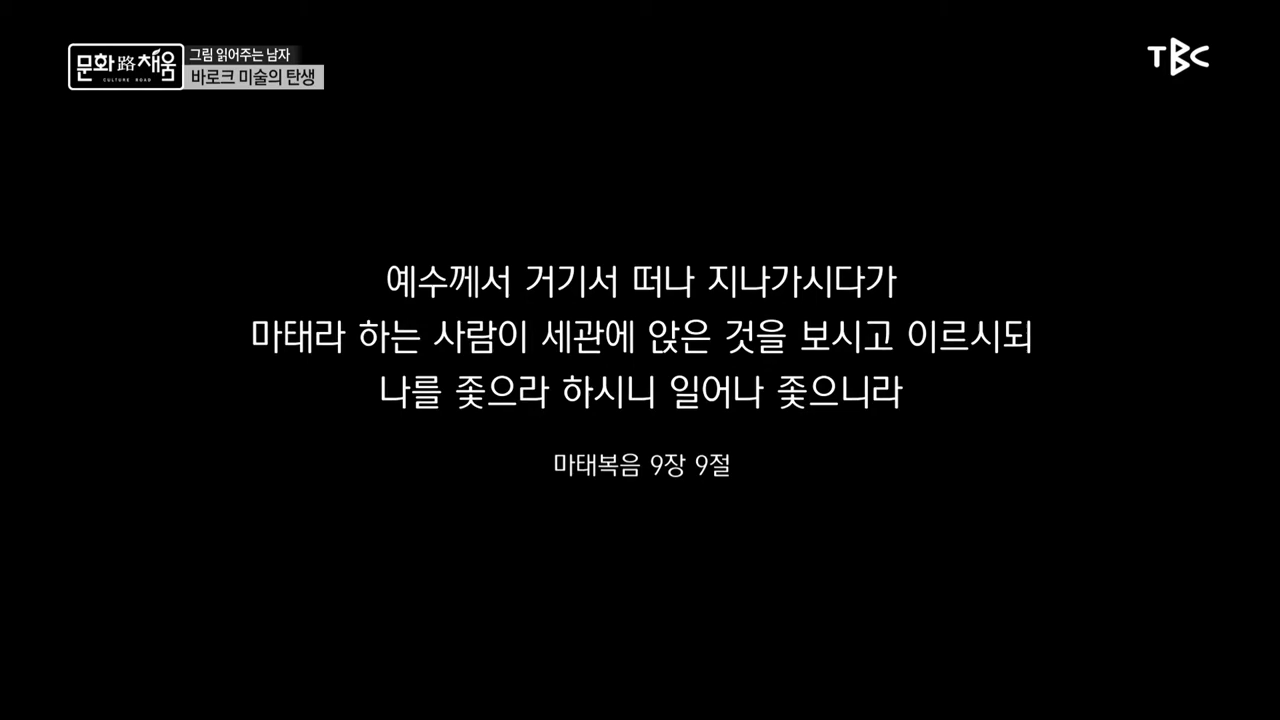 문화路채움
CULTURE ROAD
그림 읽어주는 남자
바로크 미술의 탄생
TBC
예수께서 거기서 떠나 지나가시다가
마태라 하는 사람이 세관에 앉은 것을 보시고 이르시되
나를 좇으라 하시니 일어나 좇으니라
마태복음 9장 9절